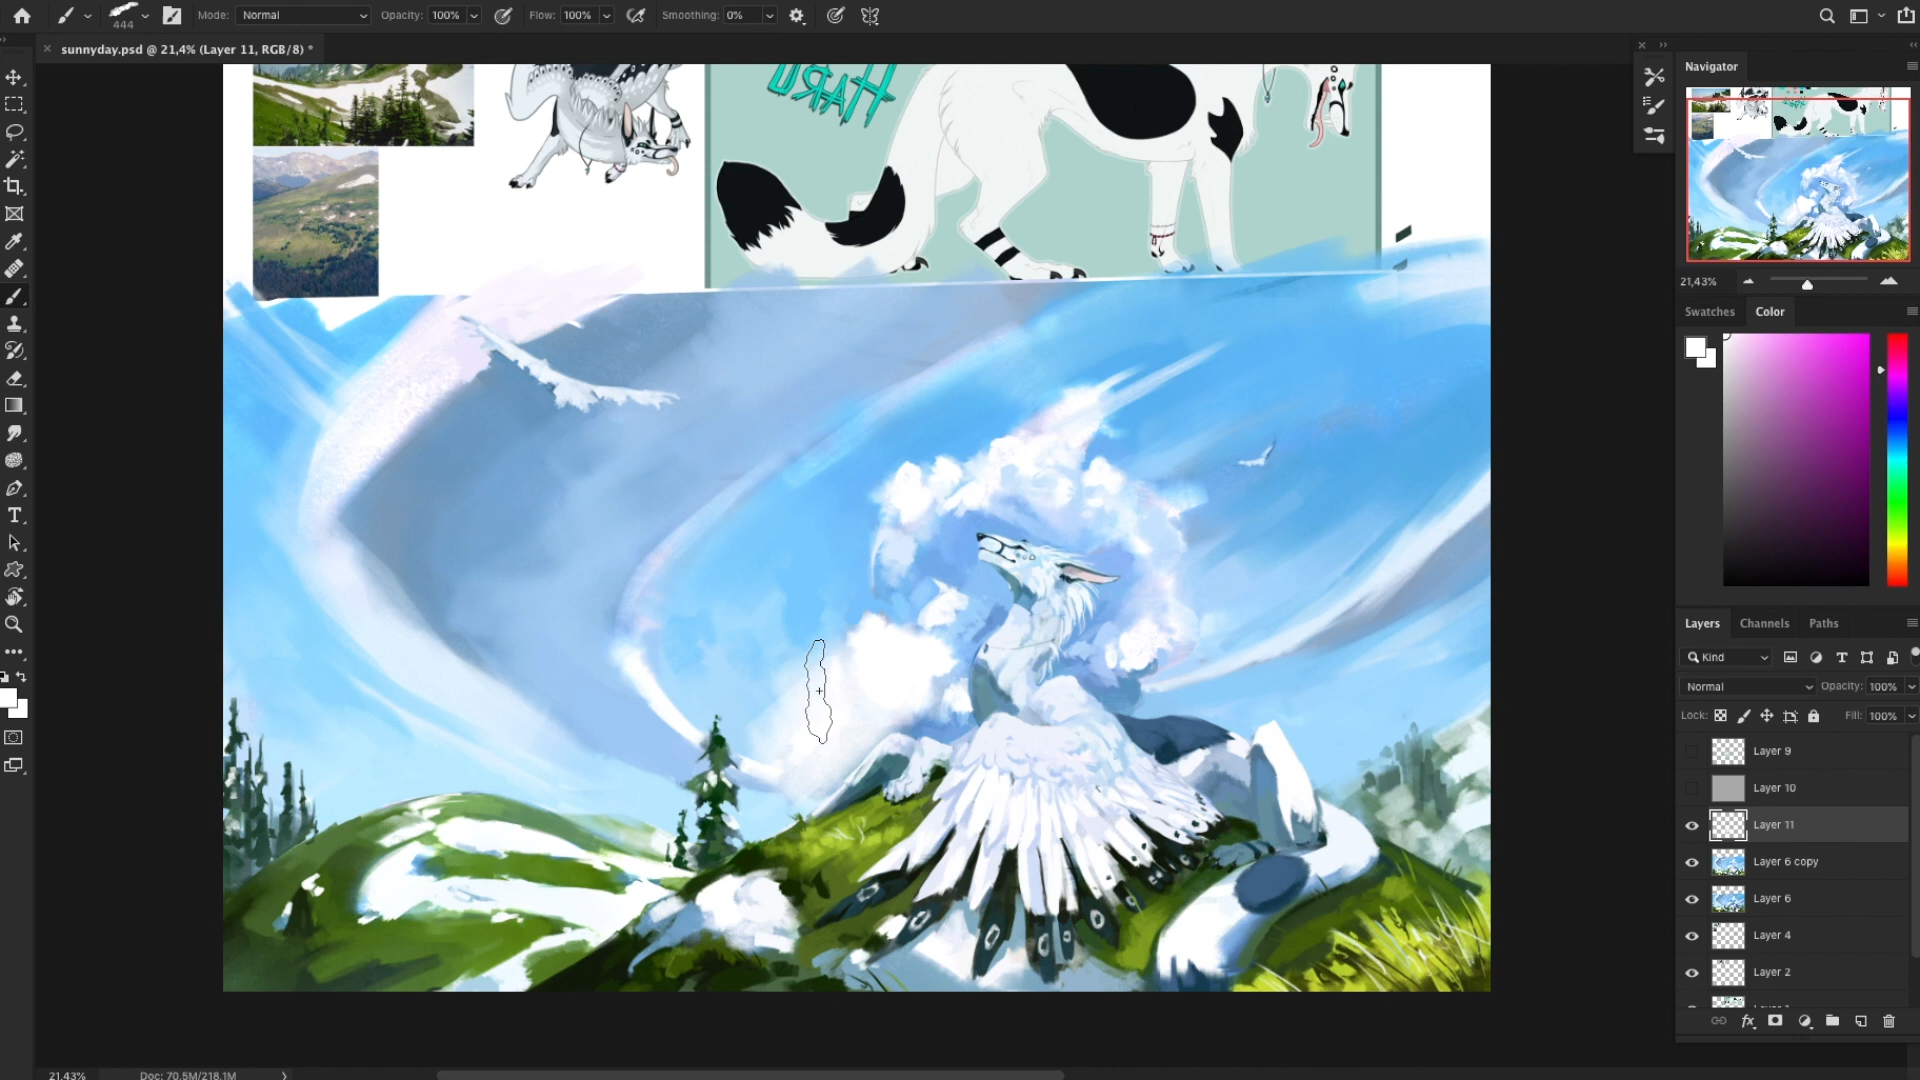 444
Mode: Normal
Opacity: 100%
Flow: 100%
Smoothing: 0%
sunnyday.psd @ 21,4% (Layer 11, RGB/8) *
Navigator
21,43%
Swatches
Color
Layers
Channels
Paths
Kind
Normal
Opacity: 100%
Lock:
Fill: 100%
Layer 9
Layer 10
Layer 11
Layer 6 copy
Layer 6
Layer 4
Layer 2
21,43%
Doc: 70,5M/218,1M